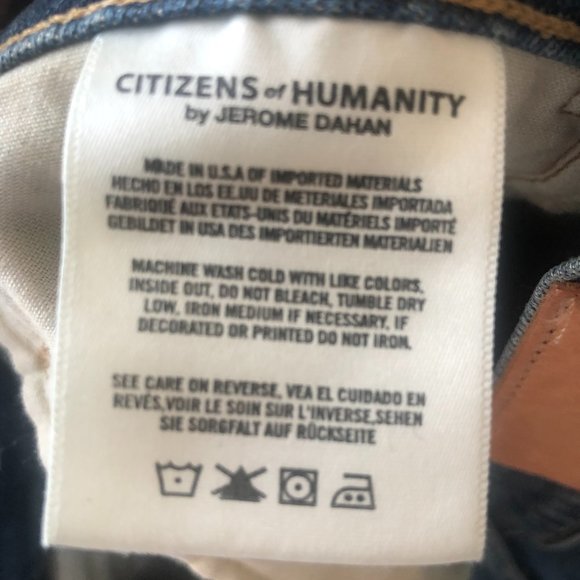 CITIZENS of HUMANITY
by JEROME DAHAN
MADE IN U.S.A OF IMPORTED MATERIALS
HECHO EN LOS EE.UU DE METERIALES IMPORTADA
FABRIQUÉ AUX ETATS-UNIS DU MATÉRIELS IMPORTÉ
GEBILDET IN USA DES IMPORTIERTEN MATERIALIEN
MACHINE WASH COLD WITH LIKE COLORS,
INSIDE OUT, DO NOT BLEACH, TUMBLE DRY
LOW, IRON MEDIUM IF NECESSARY, IF
DECORATED OR PRINTED DO NOT IRON.
SEE CARE ON REVERSE, VEA EL CUIDADO EN
REVÉS,VOIR LE SOIN SUR L'INVERSE,SEHEN
SIE SORGFALT AUF RÜCKSEITE